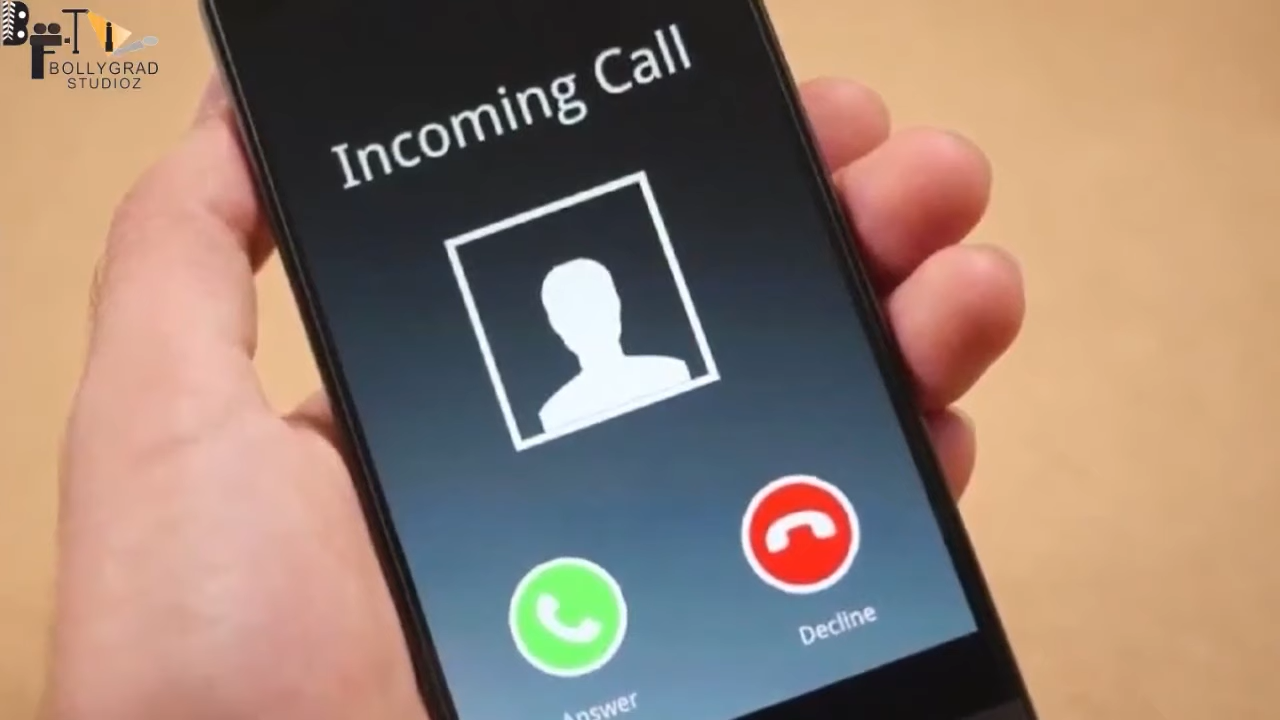 BOLLYGRAD
STUDIOZ
Incoming Call
Decline
Answer